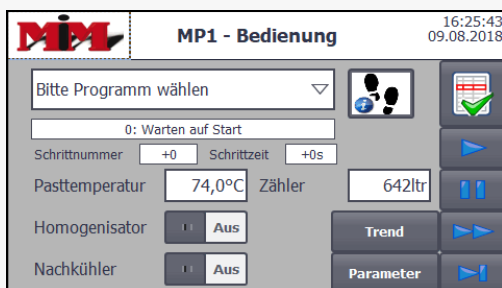 MIM
MP1 - Bedienung
16:25:43
09.08.2018
Bitte Programm wählen
0: Warten auf Start
Schrittnummer +0 Schrittzeit +0s
Pasttemperatur 74,0°C Zähler 642ltr
Homogenisator Aus
Trend
Nachkühler Aus
Parameter